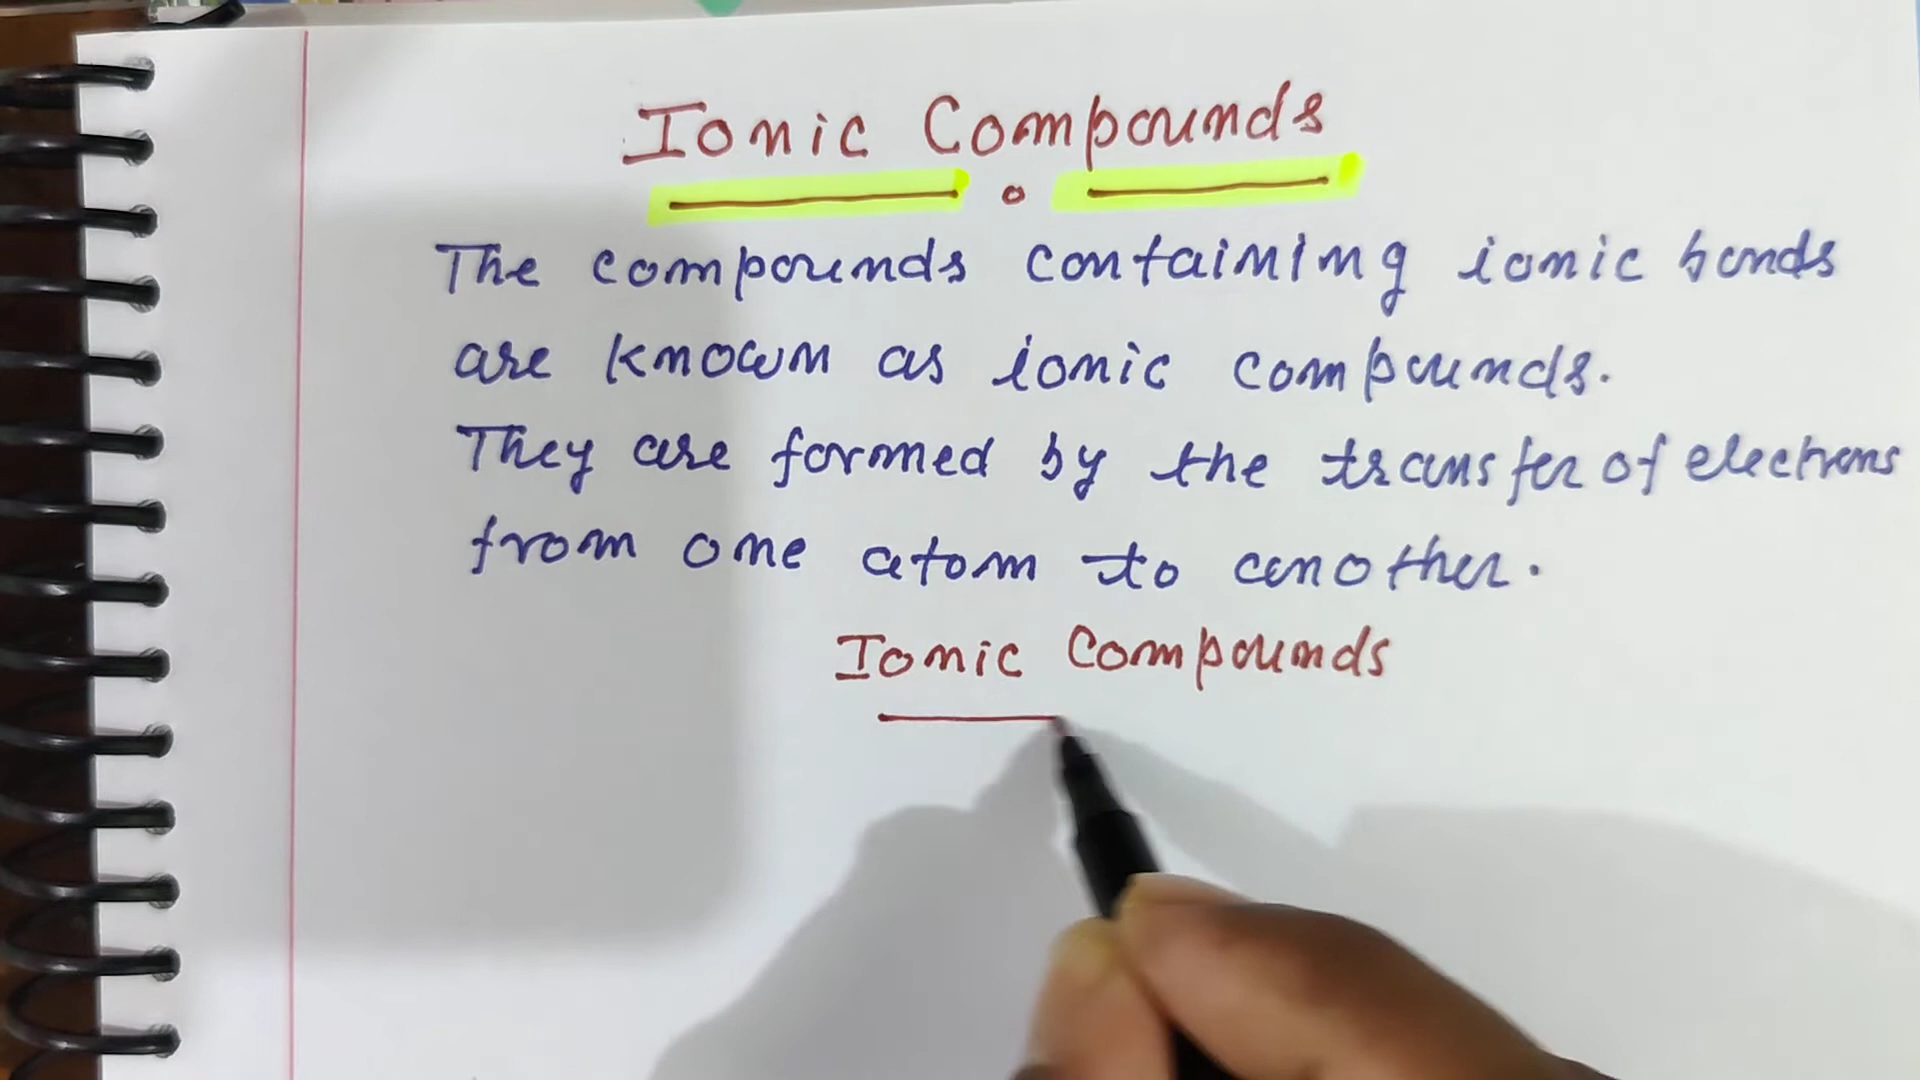 Ionic Compounds
The compounds containing ionic bonds
are known as ionic compounds.
They are formed by the transfer of electrons
from one atom to another.
Ionic Compounds